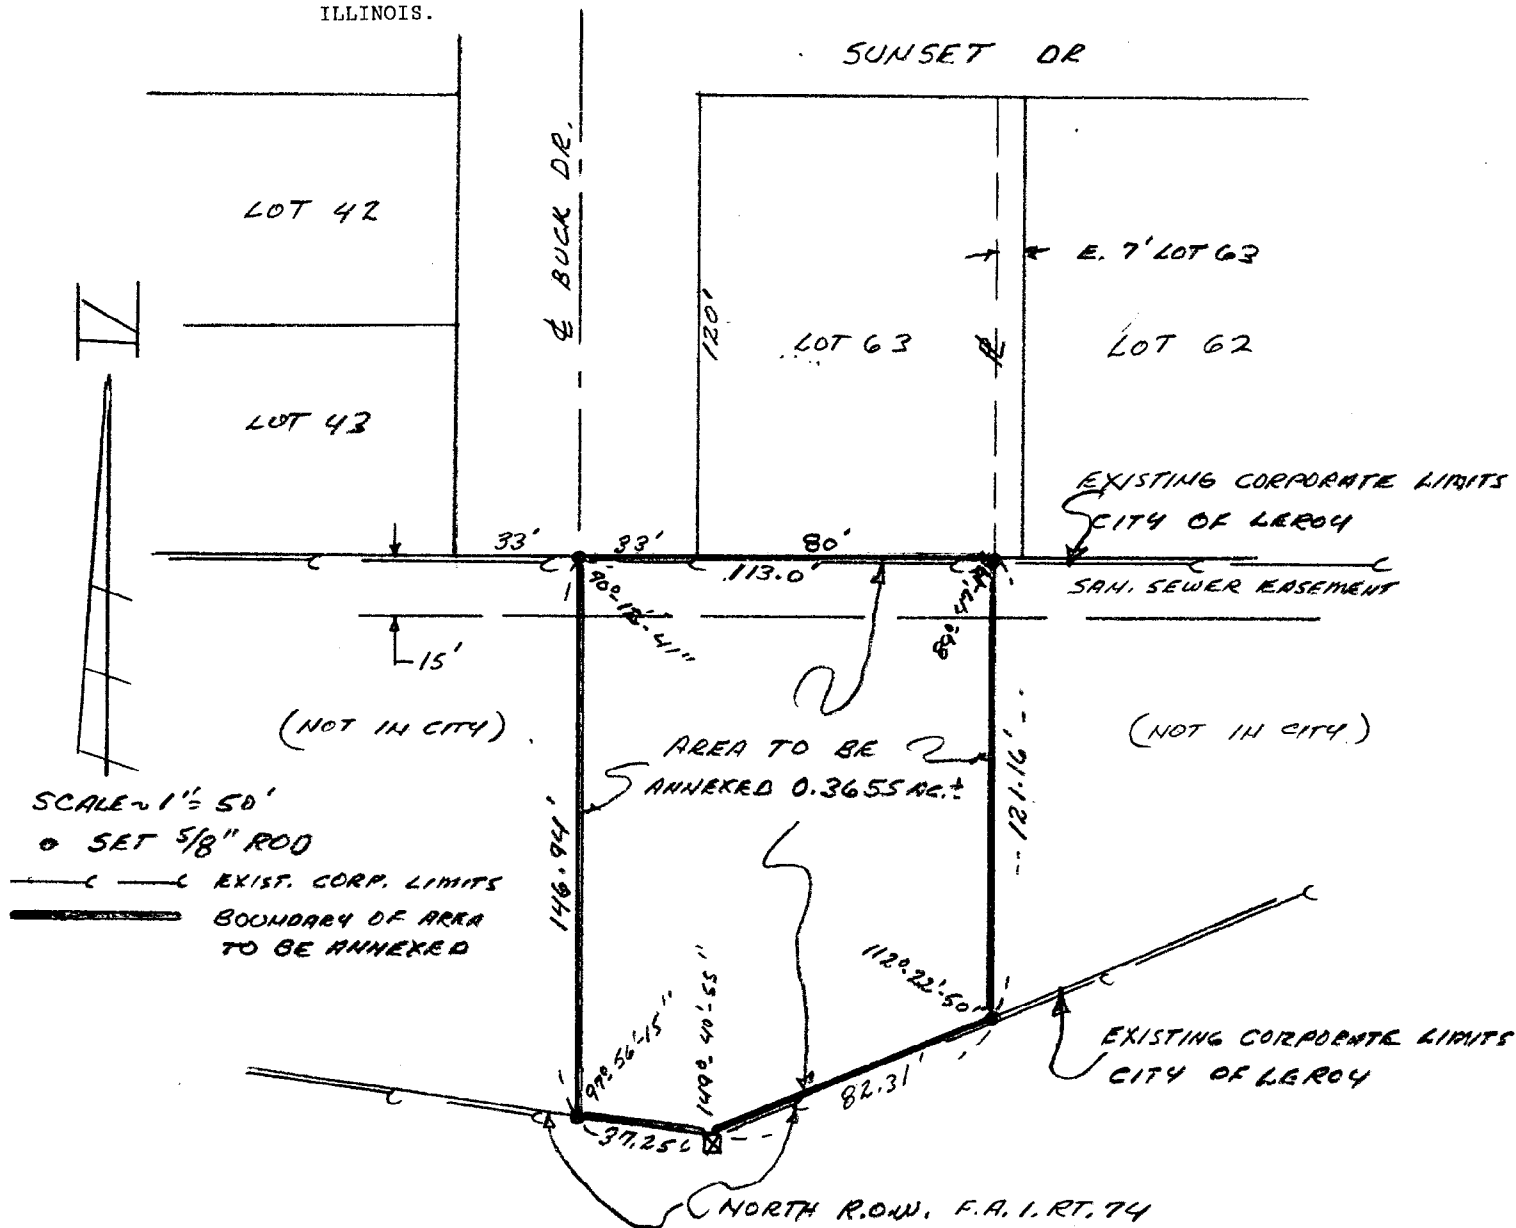 ILLINOIS.
SUNSET DR
LOT 42
℄ BUCK DR.
E. 7' LOT 63
120'
LOT 63
LOT 62
LOT 43
EXISTING CORPORATE LIMITS
CITY OF LEROY
33'
33'
80'
113.0'
SAN. SEWER EASEMENT
15'
(NOT IN CITY)
AREA TO BE
ANNEXED 0.3655 AC.±
(NOT IN CITY)
121.16'
146.94'
SCALE~1"=50'
SET 5/8" ROD
EXIST. CORP. LIMITS
BOUNDARY OF AREA
TO BE ANNEXED
112°-22'-50"
97°-56'-15"
149°-40'-55"
82.31'
37.25'
EXISTING CORPORATE LIMITS
CITY OF LEROY
NORTH R.O.W. F.A.I. RT. 74